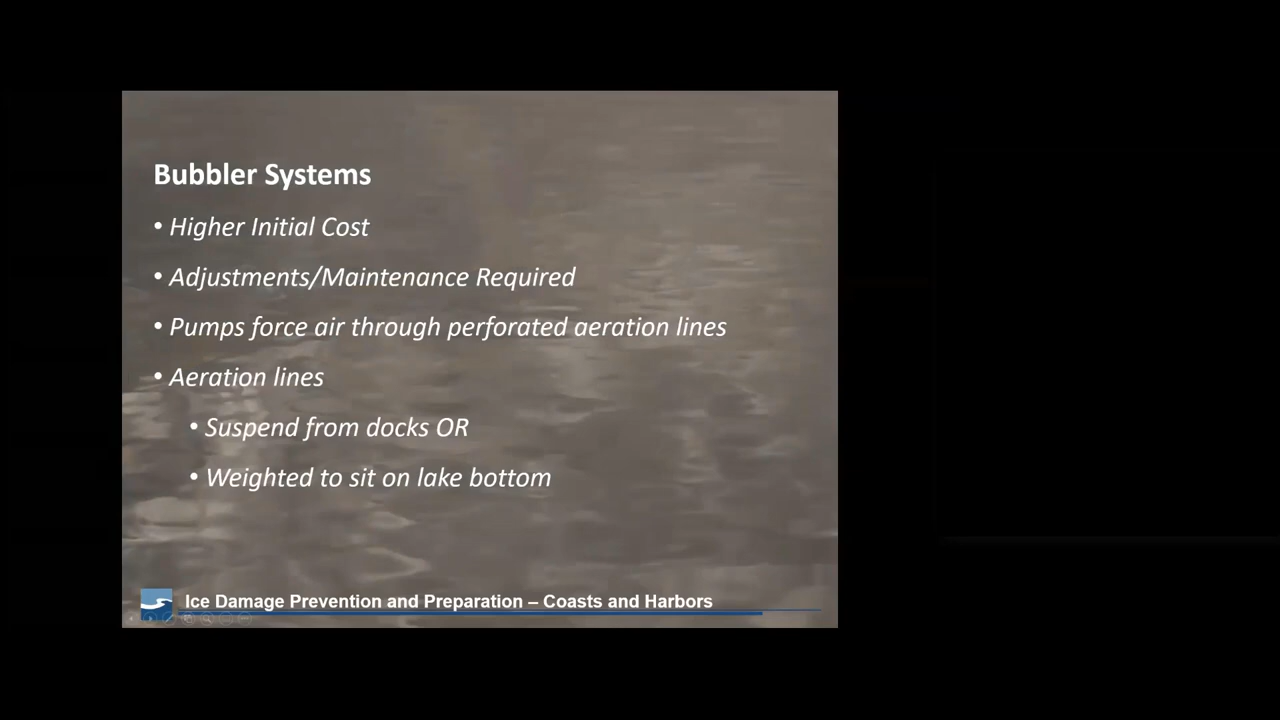 Bubbler Systems
• Higher Initial Cost
• Adjustments/Maintenance Required
• Pumps force air through perforated aeration lines
• Aeration lines
• Suspend from docks OR
• Weighted to sit on lake bottom
Ice Damage Prevention and Preparation – Coasts and Harbors